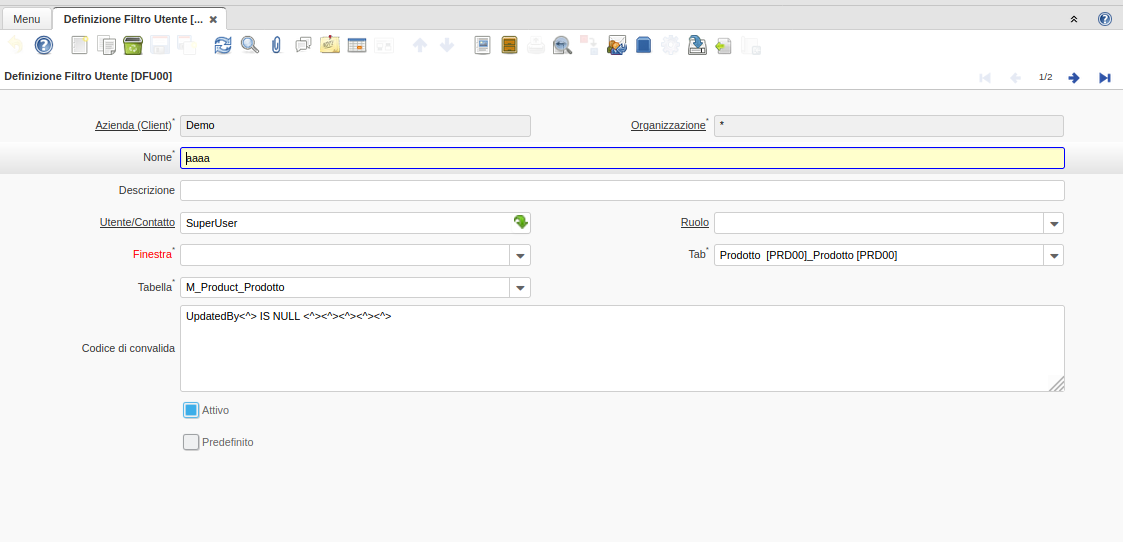 Menu
Definizione Filtro Utente [...
Definizione Filtro Utente [DFU00]
1/2
Azienda (Client)* Demo Organizzazione* *
Nome* aaaa
Descrizione
Utente/Contatto SuperUser Ruolo
Finestra* Tab* Prodotto  [PRD00]_Prodotto [PRD00]
Tabella* M_Product_Prodotto
UpdatedBy<^> IS NULL <^><^><^><^><^>
Codice di convalida
Attivo
Predefinito